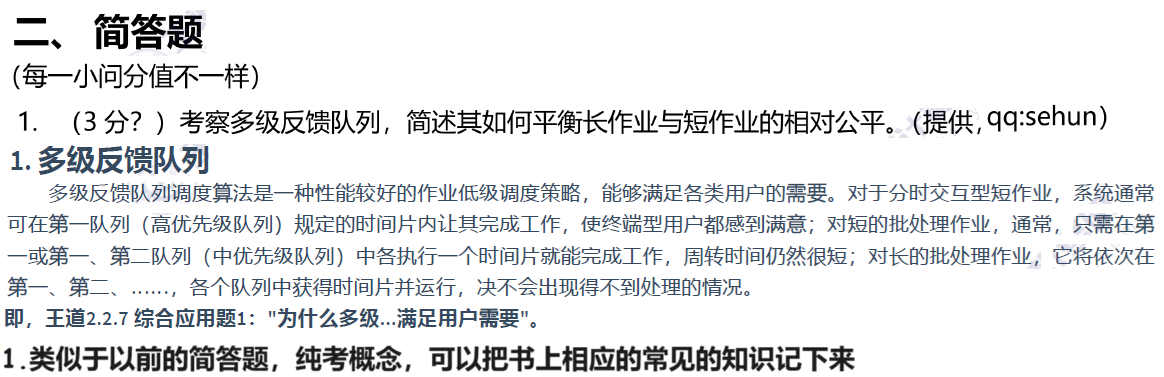 二、 简答题
（每一小问分值不一样）
1. （3 分？）考察多级反馈队列，简述其如何平衡长作业与短作业的相对公平。（提供，qq:sehun）
1. 多级反馈队列
多级反馈队列调度算法是一种性能较好的作业低级调度策略，能够满足各类用户的需要。对于分时交互型短作业，系统通常
可在第一队列（高优先级队列）规定的时间片内让其完成工作，使终端型用户都感到满意；对短的批处理作业，通常，只需在第
一或第一、第二队列（中优先级队列）中各执行一个时间片就能完成工作，周转时间仍然很短；对长的批处理作业，它将依次在
第一、第二、……，各个队列中获得时间片并运行，决不会出现得不到处理的情况。
即，王道2.2.7 综合应用题1："为什么多级...满足用户需要"。
1.类似于以前的简答题，纯考概念，可以把书上相应的常见的知识记下来